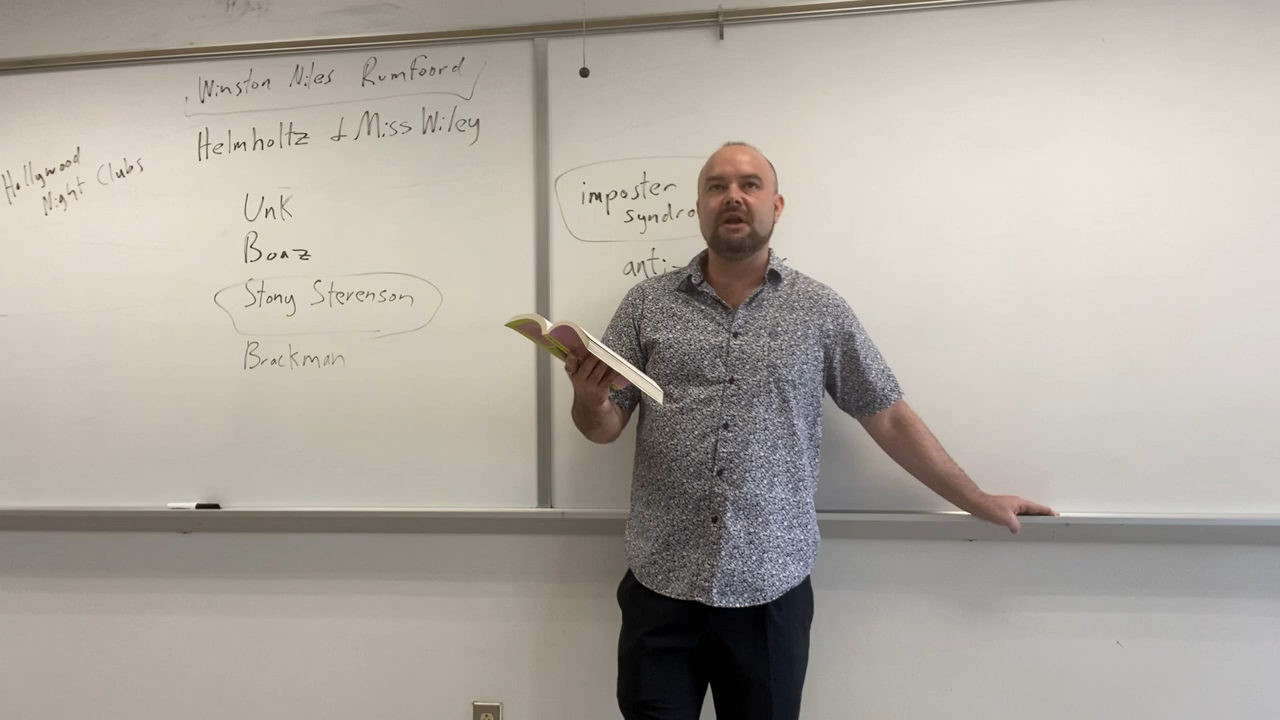 Winston Niles Rumfoord
Helmholtz & Miss Wiley
Hollywood
Night Clubs
Unk
Boaz
Stony Stevenson
Brackman
imposter
syndro
anti-